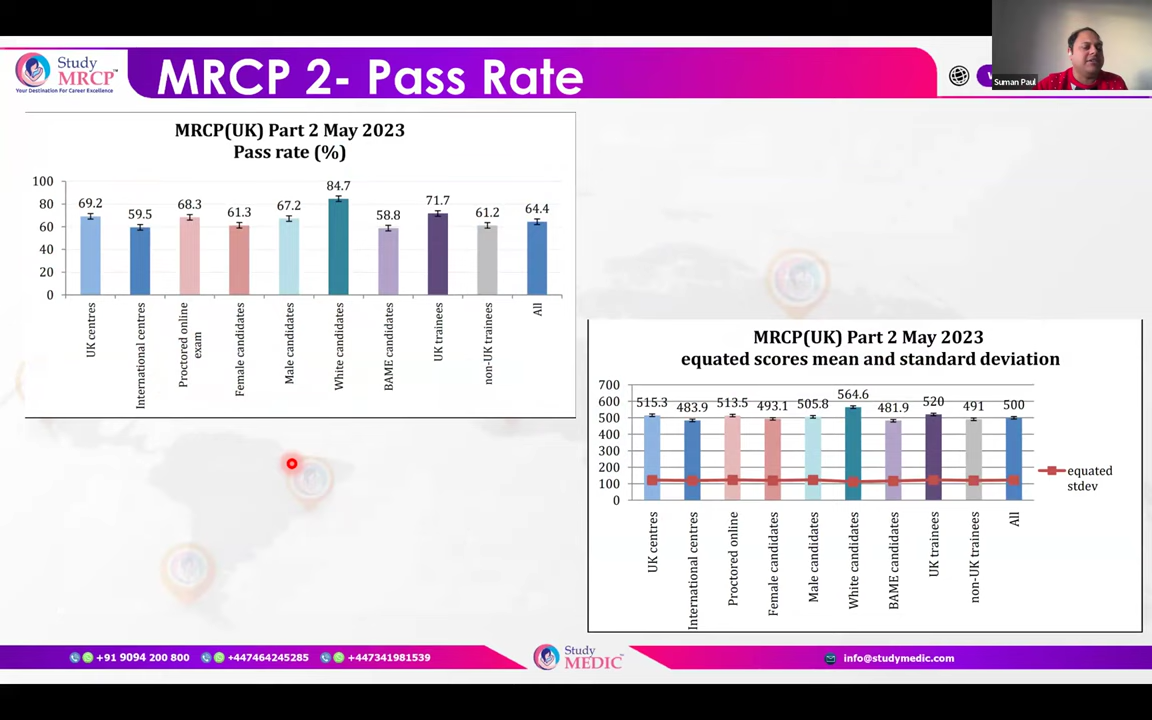 Study
MRCP™
Your Destination For Career Excellence
MRCP 2- Pass Rate
Suman Paul
MRCP(UK) Part 2 May 2023
Pass rate (%)
100
80
60
40
20
0
69.2
59.5
68.3
61.3
67.2
84.7
58.8
71.7
61.2
64.4
UK centres
International centres
Proctored online
exam
Female candidates
Male candidates
White candidates
BAME candidates
UK trainees
non-UK trainees
All
MRCP(UK) Part 2 May 2023
equated scores mean and standard deviation
700
600
500
400
300
200
100
0
515.3
483.9
513.5
493.1
505.8
564.6
481.9
520
491
500
equated
stdev
UK centres
International centres
Proctored online
Female candidates
Male candidates
White candidates
BAME candidates
UK trainees
non-UK trainees
All
+91 9094 200 800
+447464245285
+447341981539
Study
MEDIC™
info@studymedic.com